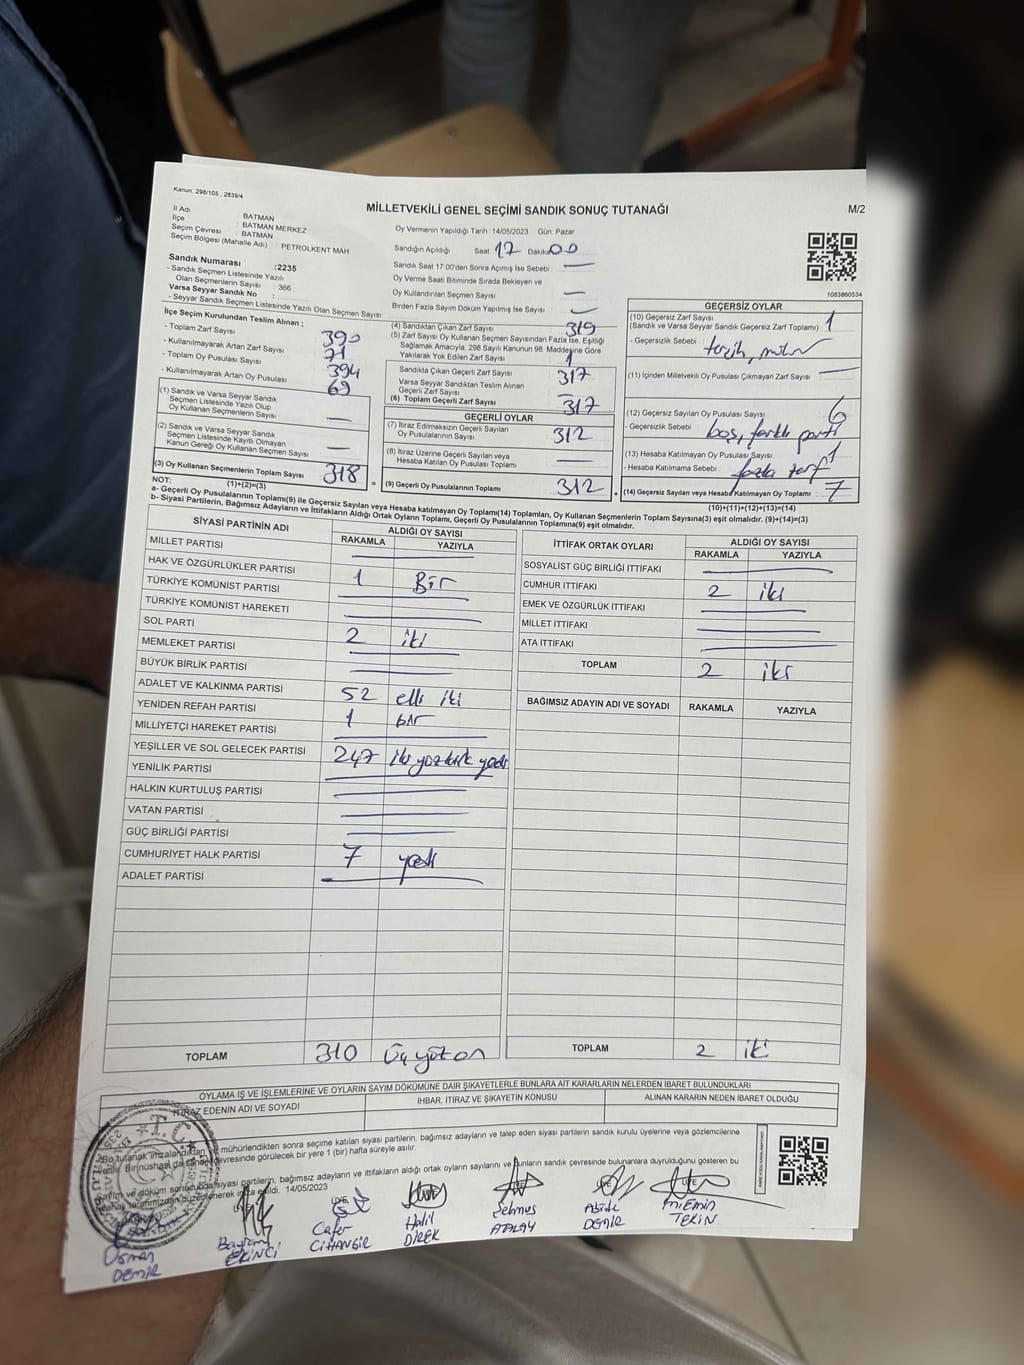 Kanun: 298/105 , 2839/4
MİLLETVEKİLİ GENEL SEÇİMİ SANDIK SONUÇ TUTANAĞI
M/2
İl Adı : BATMAN
İlçe : BATMAN MERKEZ
Seçim Çevresi : BATMAN
Seçim Bölgesi (Mahalle Adı) : PETROLKENT MAH
Oy Vermenin Yapıldığı Tarih :14/05/2023 Gün: Pazar
Sandığın Açıldığı Saat 17 Dakika 00
Sandık Saat 17:00'den Sonra Açımış İse Sebebi : —
Oy Verme Saati Bitiminde Sırada Bekleyen ve
Oy Kullandırılan Seçmen Sayısı : —
Birden Fazla Sayım Döküm Yapılmış İse Sayısı : —
1083860534
Sandık Numarası :2235
- Sandık Seçmen Listesinde Yazılı
Olan Seçmenlerin Sayısı : 366
Varsa Seyyar Sandık No :
- Seyyar Sandık Seçmen Listesinde Yazılı Olan Seçmen Sayısı:
İlçe Seçim Kurulundan Teslim Alınan ;
- Toplam Zarf Sayısı 390
- Kullanılmayarak Artan Zarf Sayısı 71
- Toplam Oy Pusulası Sayısı 394
- Kullanılmayarak Artan Oy Pusulası 69
(1) Sandık ve Varsa Seyyar Sandık
Seçmen Listesinde Yazılı Olup
Oy Kullanan Seçmenlerin Sayısı —
(2) Sandık ve Varsa Seyyar Sandık
Seçmen Listesinde Kayıtlı Olmayan
Kanun Gereği Oy Kullanan Seçmen Sayısı —
(3) Oy Kullanan Seçmenlerin Toplam Sayısı 318
(1)+(2)=(3)
(4) Sandıktan Çıkan Zarf Sayısı 319
(5) Zarf Sayısı Oy Kullanan Seçmen Sayısından Fazla İse, Eşitliği
Sağlamak Amacıyla, 298 Sayılı Kanunun 98. Maddesine Göre
Yakılarak Yok Edilen Zarf Sayısı 1
Sandıkta Çıkan Geçerli Zarf Sayısı 317
Varsa Seyyar Sandıktan Teslim Alınan
Geçerli Zarf Sayısı —
(6) Toplam Geçerli Zarf Sayısı 317
GEÇERLİ OYLAR
(7) İtiraz Edilmeksizin Geçerli Sayılan
Oy Pusulalarının Sayısı 312
(8) İtiraz Üzerine Geçerli Sayılan veya
Hesaba Katılan Oy Pusulası Toplamı —
= (9) Geçerli Oy Pusulalarının Toplamı 312
GEÇERSİZ OYLAR
(10) Geçersiz Zarf Sayısı
(Sandık ve Varsa Seyyar Sandık Geçersiz Zarf Toplamı) : 1
- Geçersizlik Sebebi :
(11) İçinden Milletvekili Oy Pusulası Çıkmayan Zarf Sayısı —
(12) Geçersiz Sayılan Oy Pusulası Sayısı 6
- Geçersizlik Sebebi : boş, farklı parti
(13) Hesaba Katılmayan Oy Pusulası Sayısı 1
- Hesaba Katılmama Sebebi : fazla zarf
+ (14) Geçersiz Sayılan veya Hesaba Katılmayan Oy Toplamı 7
(10)+(11)+(12)+(13)=(14)
NOT:
a- Geçerli Oy Pusulalarının Toplamı(9) ile Geçersiz Sayılan veya Hesaba katılmayan Oy Toplamı(14) Toplamları, Oy Kullanan Seçmenlerin Toplam Sayısına(3) eşit olmalıdır. (9)+(14)=(3)
b- Siyasi Partilerin, Bağımsız Adayların ve İttifakların Aldığı Ortak Oyların Toplamı, Geçerli Oy Pusulalarının Toplamına(9) eşit olmalıdır.
SİYASİ PARTİNİN ADI
ALDIĞI OY SAYISI
RAKAMLA YAZIYLA
MİLLET PARTİSİ —
HAK VE ÖZGÜRLÜKLER PARTİSİ 1 Bir
TÜRKİYE KOMÜNİST PARTİSİ —
TÜRKİYE KOMÜNİST HAREKETİ —
SOL PARTİ 2 iki
MEMLEKET PARTİSİ —
BÜYÜK BİRLİK PARTİSİ —
ADALET VE KALKINMA PARTİSİ 52 elli iki
YENİDEN REFAH PARTİSİ 1 bir
MİLLİYETÇİ HAREKET PARTİSİ —
YEŞİLLER VE SOL GELECEK PARTİSİ 247 iki yüz kırk yedi
YENİLİK PARTİSİ —
HALKIN KURTULUŞ PARTİSİ —
VATAN PARTİSİ —
GÜÇ BİRLİĞİ PARTİSİ —
CUMHURİYET HALK PARTİSİ 7 yedi
ADALET PARTİSİ —
TOPLAM 310 Üç yüz on
İTTİFAK ORTAK OYLARI
ALDIĞI OY SAYISI
RAKAMLA YAZIYLA
SOSYALİST GÜÇ BİRLİĞİ İTTİFAKI —
CUMHUR İTTİFAKI 2 iki
EMEK VE ÖZGÜRLÜK İTTİFAKI —
MİLLET İTTİFAKI —
ATA İTTİFAKI —
TOPLAM 2 iki
BAĞIMSIZ ADAYIN ADI VE SOYADI RAKAMLA YAZIYLA
TOPLAM 2 iki
OYLAMA İŞ VE İŞLEMLERİNE VE OYLARIN SAYIM DÖKÜMÜNE DAİR ŞİKAYETLERLE BUNLARA AİT KARARLARIN NELERDEN İBARET BULUNDUKLARI
İTİRAZ EDENİN ADI VE SOYADI
İHBAR, İTİRAZ VE ŞİKAYETİN KONUSU
ALINAN KARARIN NEDEN İBARET OLDUĞU
Bu tutanak imzalandıktan mühürlendikten sonra seçime katılan siyasi partilerin, bağımsız adayların ve talep eden siyasi partilerin sandık kurulu üyelerine veya gözlemcilerine
Bir nüshası da çevresinde görülecek bir yere 1 (bir) hafta süreyle asılır.
Sayım ve döküm sonucunda siyasi partilerin, bağımsız adayların ve ittifakların aldığı ortak oyların sayılarını ve bunların sandık çevresinde bulunanlara duyrulduğunu gösteren bu
tarafımızca düzenlenerek imza edildi. 14/05/2023
T.C.
Osman DEMİR
Bayram EKİNCİ
Cafer CİHANGİR
Halil DİREK
Şehmus ATALAY
Abide DEMİR
M.Emin TEKİN